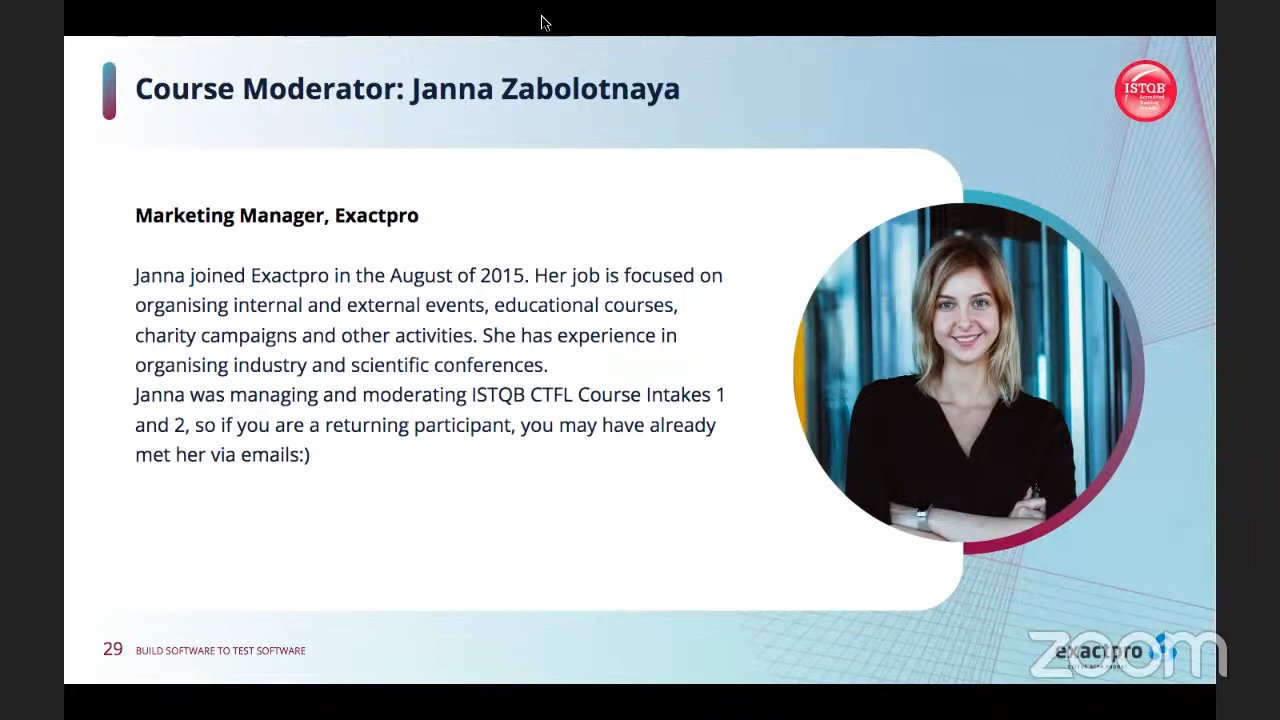 Course Moderator: Janna Zabolotnaya
ISTQB
Accredited
Training
Provider
Marketing Manager, Exactpro
Janna joined Exactpro in the August of 2015. Her job is focused on
organising internal and external events, educational courses,
charity campaigns and other activities. She has experience in
organising industry and scientific conferences.
Janna was managing and moderating ISTQB CTFL Course Intakes 1
and 2, so if you are a returning participant, you may have already
met her via emails:)
29 BUILD SOFTWARE TO TEST SOFTWARE
exactpro
zoom